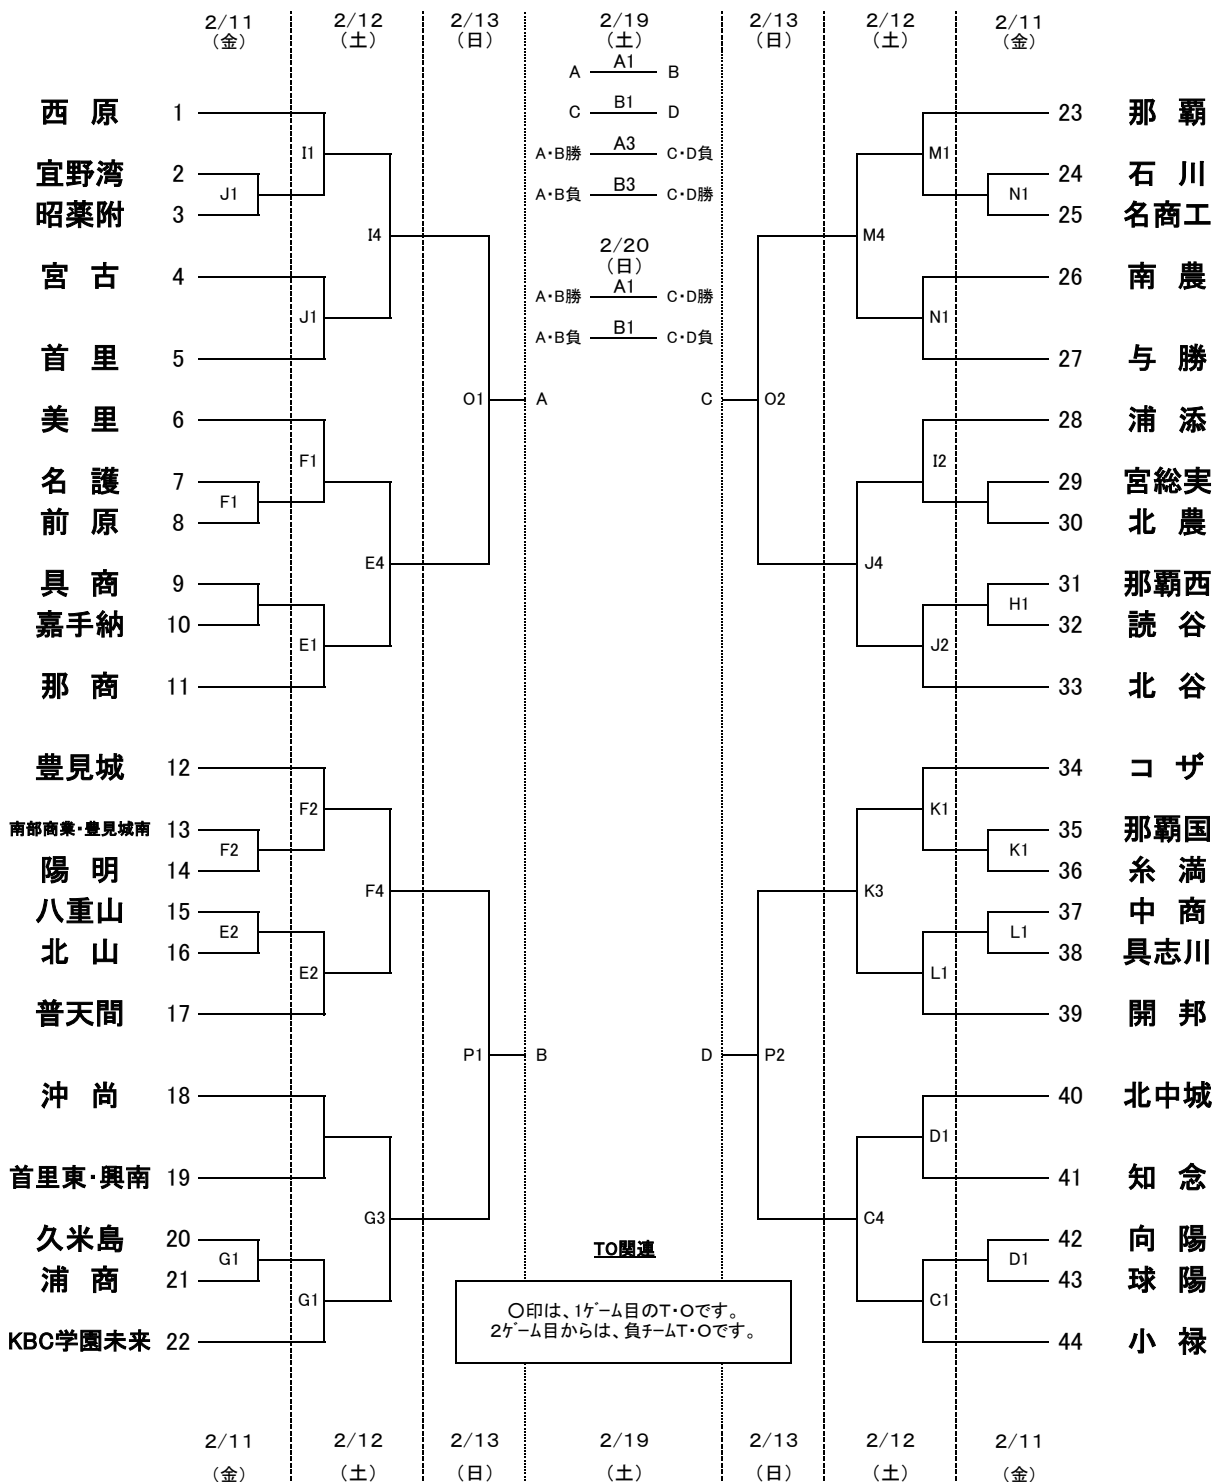 2/11 2/12 2/13 2/19 2/13 2/12 2/11
(金) (土) (日) (土) (日) (土) (金)
A A1 B
C B1 D
A・B勝 A3 C・D負
A・B負 B3 C・D勝
2/20
(日)
A・B勝 A1 C・D勝
A・B負 B1 C・D負
西 原 1
I1
宜野湾 2
J1
昭薬附 3
I4
宮 古 4
J1
首 里 5
O1 A
美 里 6
F1
名 護 7
F1
前 原 8
E4
具 商 9
嘉手納 10
E1
那 商 11
豊見城 12
F2
南部商業・豊見城南 13
F2
陽 明 14
F4
八重山 15
E2
北 山 16
E2
普天間 17
P1 B
沖 尚 18
首里東・興南 19
G3
久米島 20
G1
浦 商 21
G1
KBC学園未来 22
23 那 覇
M1
24 石 川
N1
25 名商工
M4
26 南 農
N1
27 与 勝
C O2
28 浦 添
I2
29 宮総実
30 北 農
J4
31 那覇西
H1
32 読 谷
J2
33 北 谷
34 コ ザ
K1
35 那覇国
K1
36 糸 満
K3
37 中 商
L1
38 具志川
L1
39 開 邦
D P2
40 北中城
D1
41 知 念
C4
42 向 陽
D1
43 球 陽
C1
44 小 禄
TO関連
〇印は、1ゲーム目のT・Oです。
2ゲーム目からは、負チームT・Oです。
2/11 2/12 2/13 2/19 2/13 2/12 2/11
(金) (土) (日) (土) (日) (土) (金)